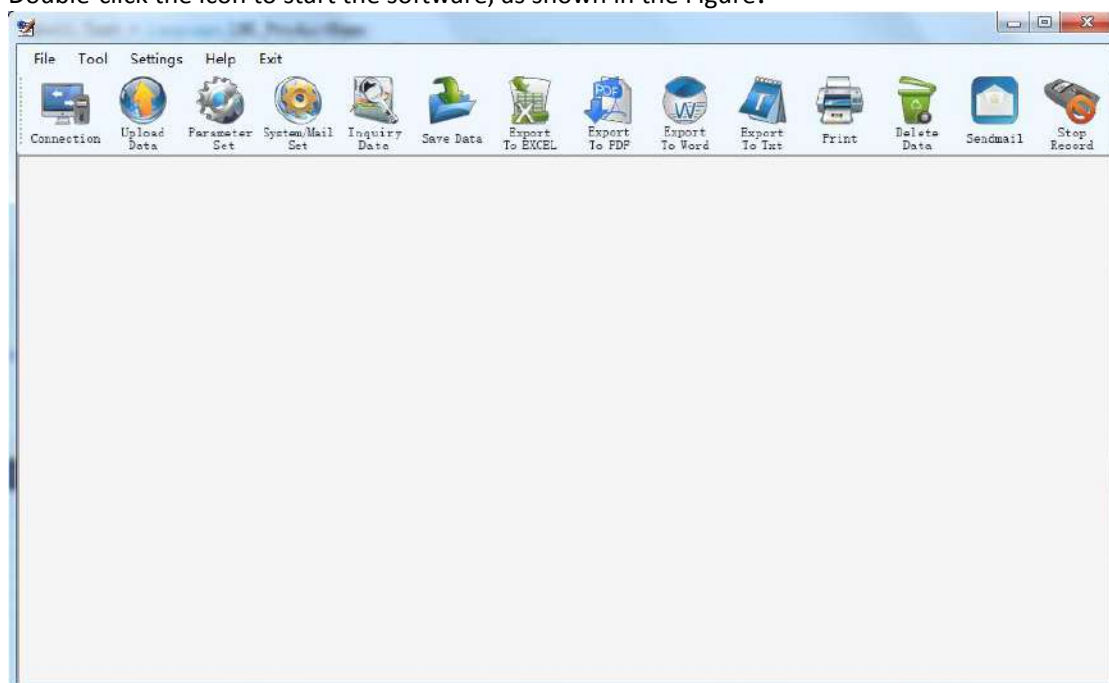 Double-click the icon to start the software, as shown in the Figure:
File Tool Settings Help Exit
Connection Upload Data Parameter Set System/Mail Set Inquiry Data Save Data Export To EXCEL Export To PDF Export To Word Export To Txt Print Delete Data Sendmail Stop Record